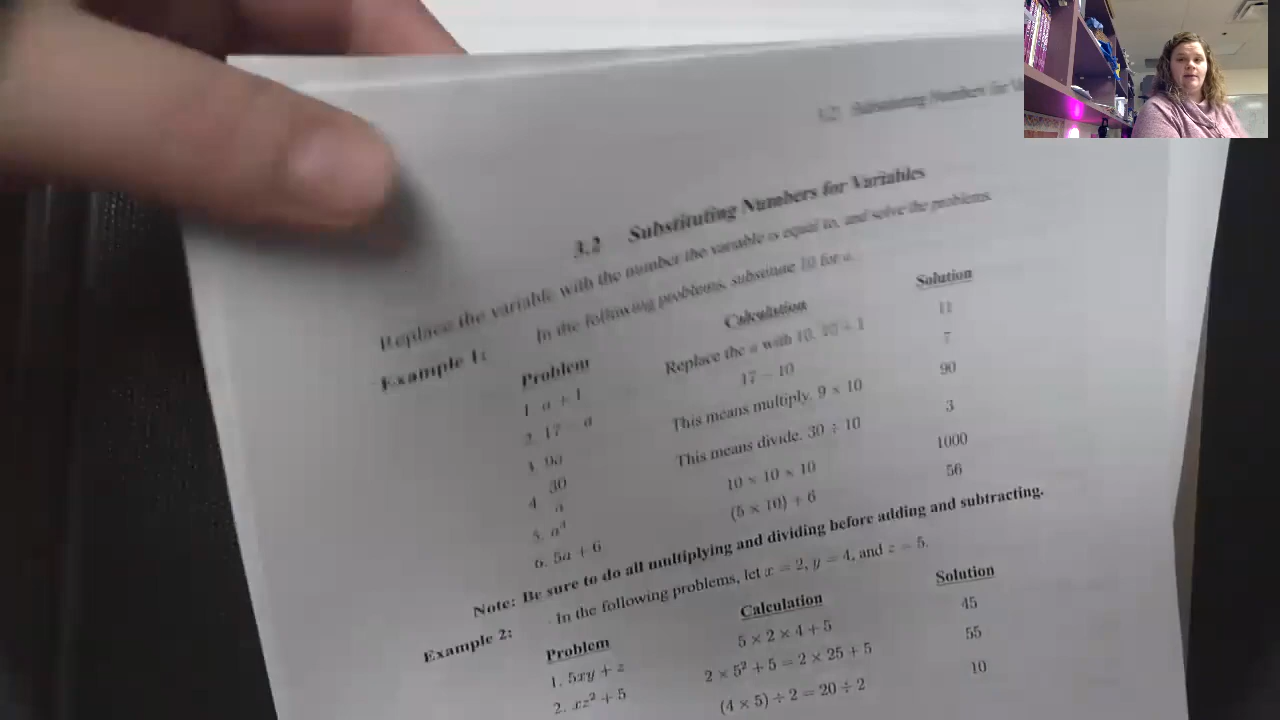 3.2 Substituting Numbers for
3.2 Substituting Numbers for Variables
Replace the variable with the number the variable is equal to, and solve the problems.
Example 1: In the following problems, substitute 10 for a.
Problem Calculation Solution
1. a + 1 Replace the a with 10. 10 + 1 11
2. 17 − a 17 − 10 7
3. 9a This means multiply. 9 × 10 90
4. 30/a This means divide. 30 ÷ 10 3
5. a³ 10 × 10 × 10 1000
6. 5a + 6 (5 × 10) + 6 56
Note: Be sure to do all multiplying and dividing before adding and subtracting.
Example 2: In the following problems, let x = 2, y = 4, and z = 5.
Problem Calculation Solution
1. 5xy + z 5 × 2 × 4 + 5 45
2. xz² + 5 2 × 5² + 5 = 2 × 25 + 5 55
(4 × 5) ÷ 2 = 20 ÷ 2 10